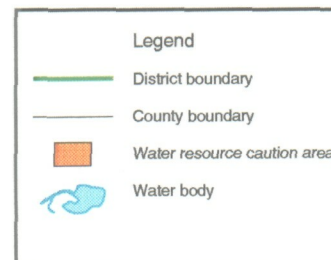 Legend
District boundary
County boundary
Water resource caution area
Water body